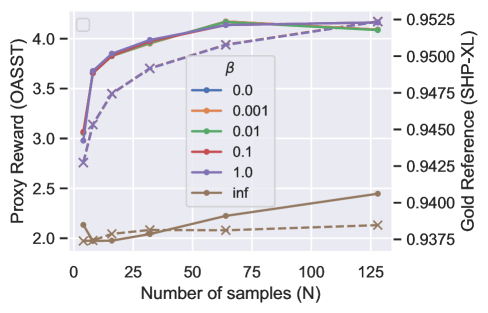 Proxy Reward (OASST)
4.0
3.5
3.0
2.5
2.0
β
0.0
0.001
0.01
0.1
1.0
inf
0.9525
0.9500
0.9475
0.9450
0.9425
0.9400
0.9375
Gold Reference (SHP-XL)
0 25 50 75 100 125
Number of samples (N)